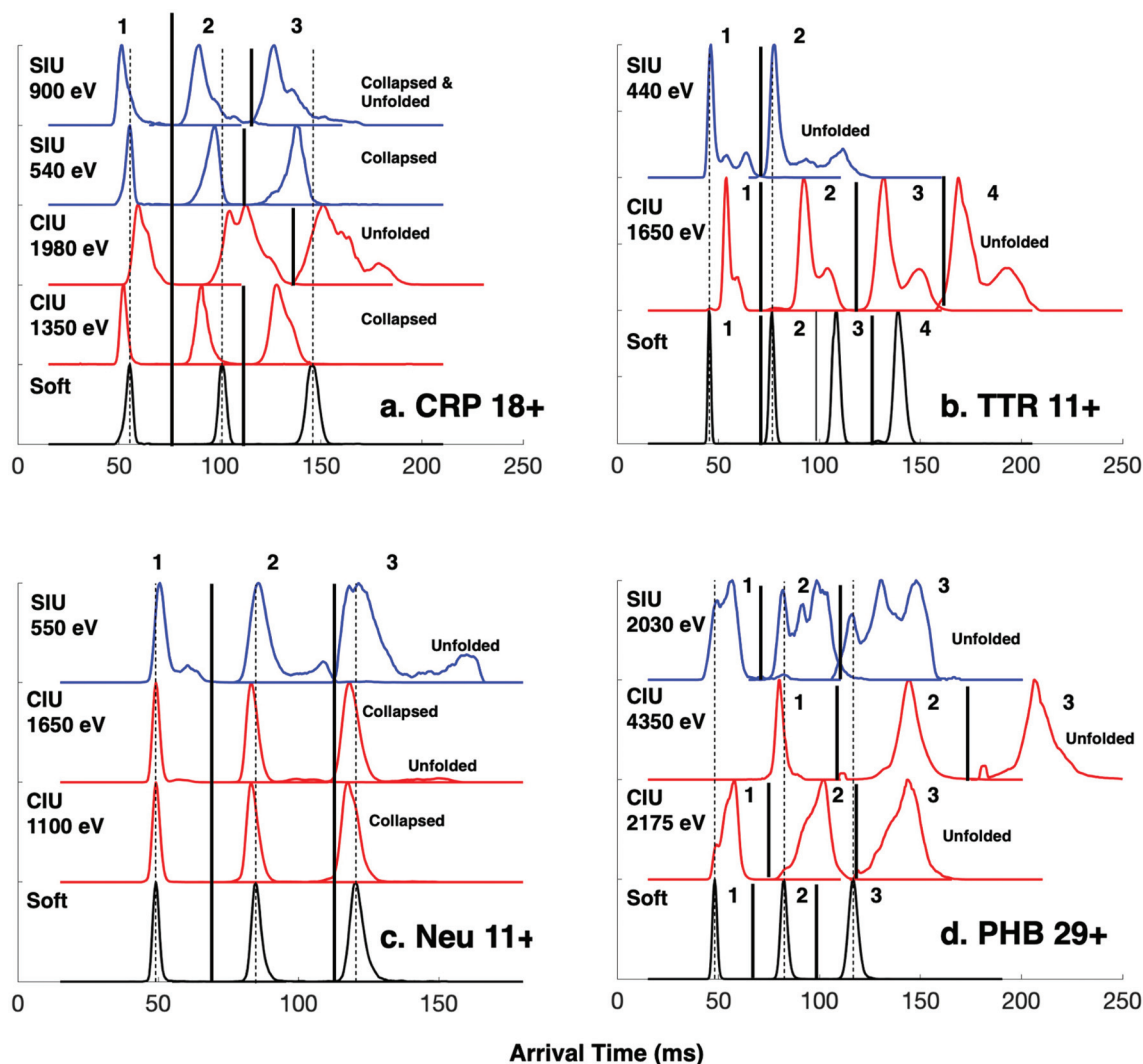 1 2 3
SIU
900 eV
Collapsed &
Unfolded
SIU
540 eV
Collapsed
CIU
1980 eV
Unfolded
CIU
1350 eV
Collapsed
Soft
a. CRP 18+
0 50 100 150 200 250
1 2
SIU
440 eV
Unfolded
CIU
1650 eV
1 2 3 4
Unfolded
Soft
1 2 3 4
b. TTR 11+
0 50 100 150 200 250
1 2 3
SIU
550 eV
Unfolded
CIU
1650 eV
Collapsed
Unfolded
CIU
1100 eV
Collapsed
Soft
c. Neu 11+
0 50 100 150
SIU
2030 eV
1 2 3
Unfolded
CIU
4350 eV
1 2 3
Unfolded
CIU
2175 eV
1 2 3
Unfolded
Soft
1 2 3
d. PHB 29+
0 50 100 150 200 250
Arrival Time (ms)